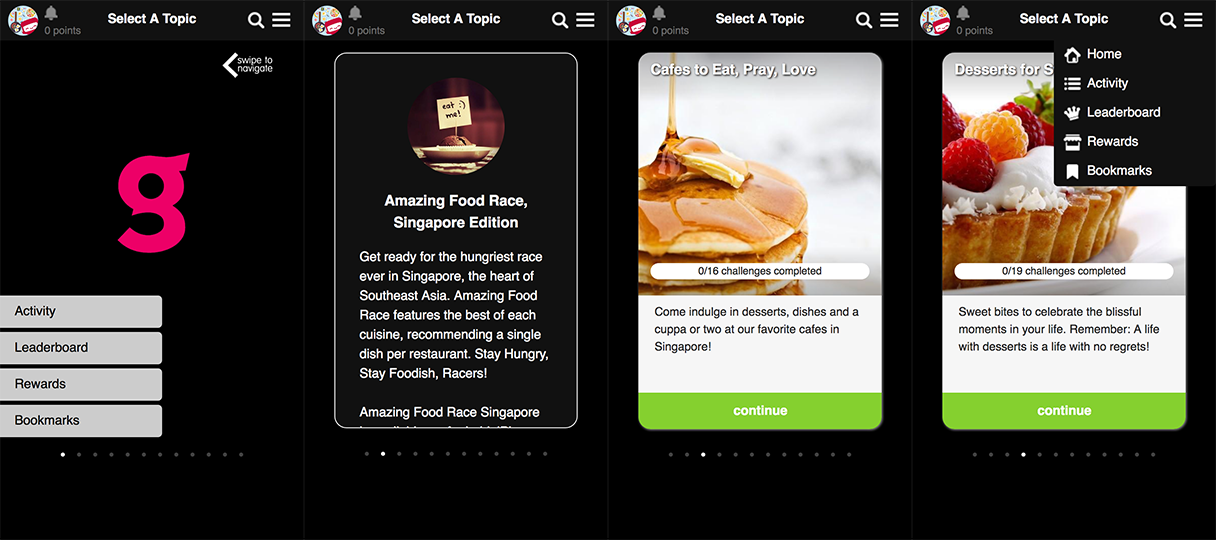 0 points
Select A Topic
swipe to
navigate
g
Activity
Leaderboard
Rewards
Bookmarks
0 points
Select A Topic
eat :)
me!
Amazing Food Race,
Singapore Edition
Get ready for the hungriest race
ever in Singapore, the heart of
Southeast Asia. Amazing Food
Race features the best of each
cuisine, recommending a single
dish per restaurant. Stay Hungry,
Stay Foodish, Racers!
Amazing Food Race Singapore
0 points
Select A Topic
Cafes to Eat, Pray, Love
0/16 challenges completed
Come indulge in desserts, dishes and a
cuppa or two at our favorite cafes in
Singapore!
continue
0 points
Select A Topic
Home
Activity
Leaderboard
Rewards
Bookmarks
Desserts for S
0/19 challenges completed
Sweet bites to celebrate the blissful
moments in your life. Remember: A life
with desserts is a life with no regrets!
continue